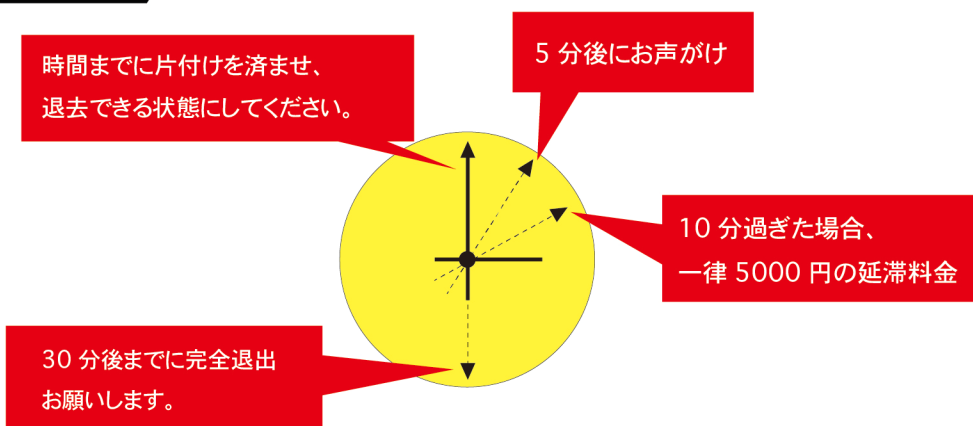 時間までに片付けを済ませ、
退去できる状態にしてください。
5 分後にお声がけ
10 分過ぎた場合、
一律 5000 円の延滞料金
30 分後までに完全退出
お願いします。